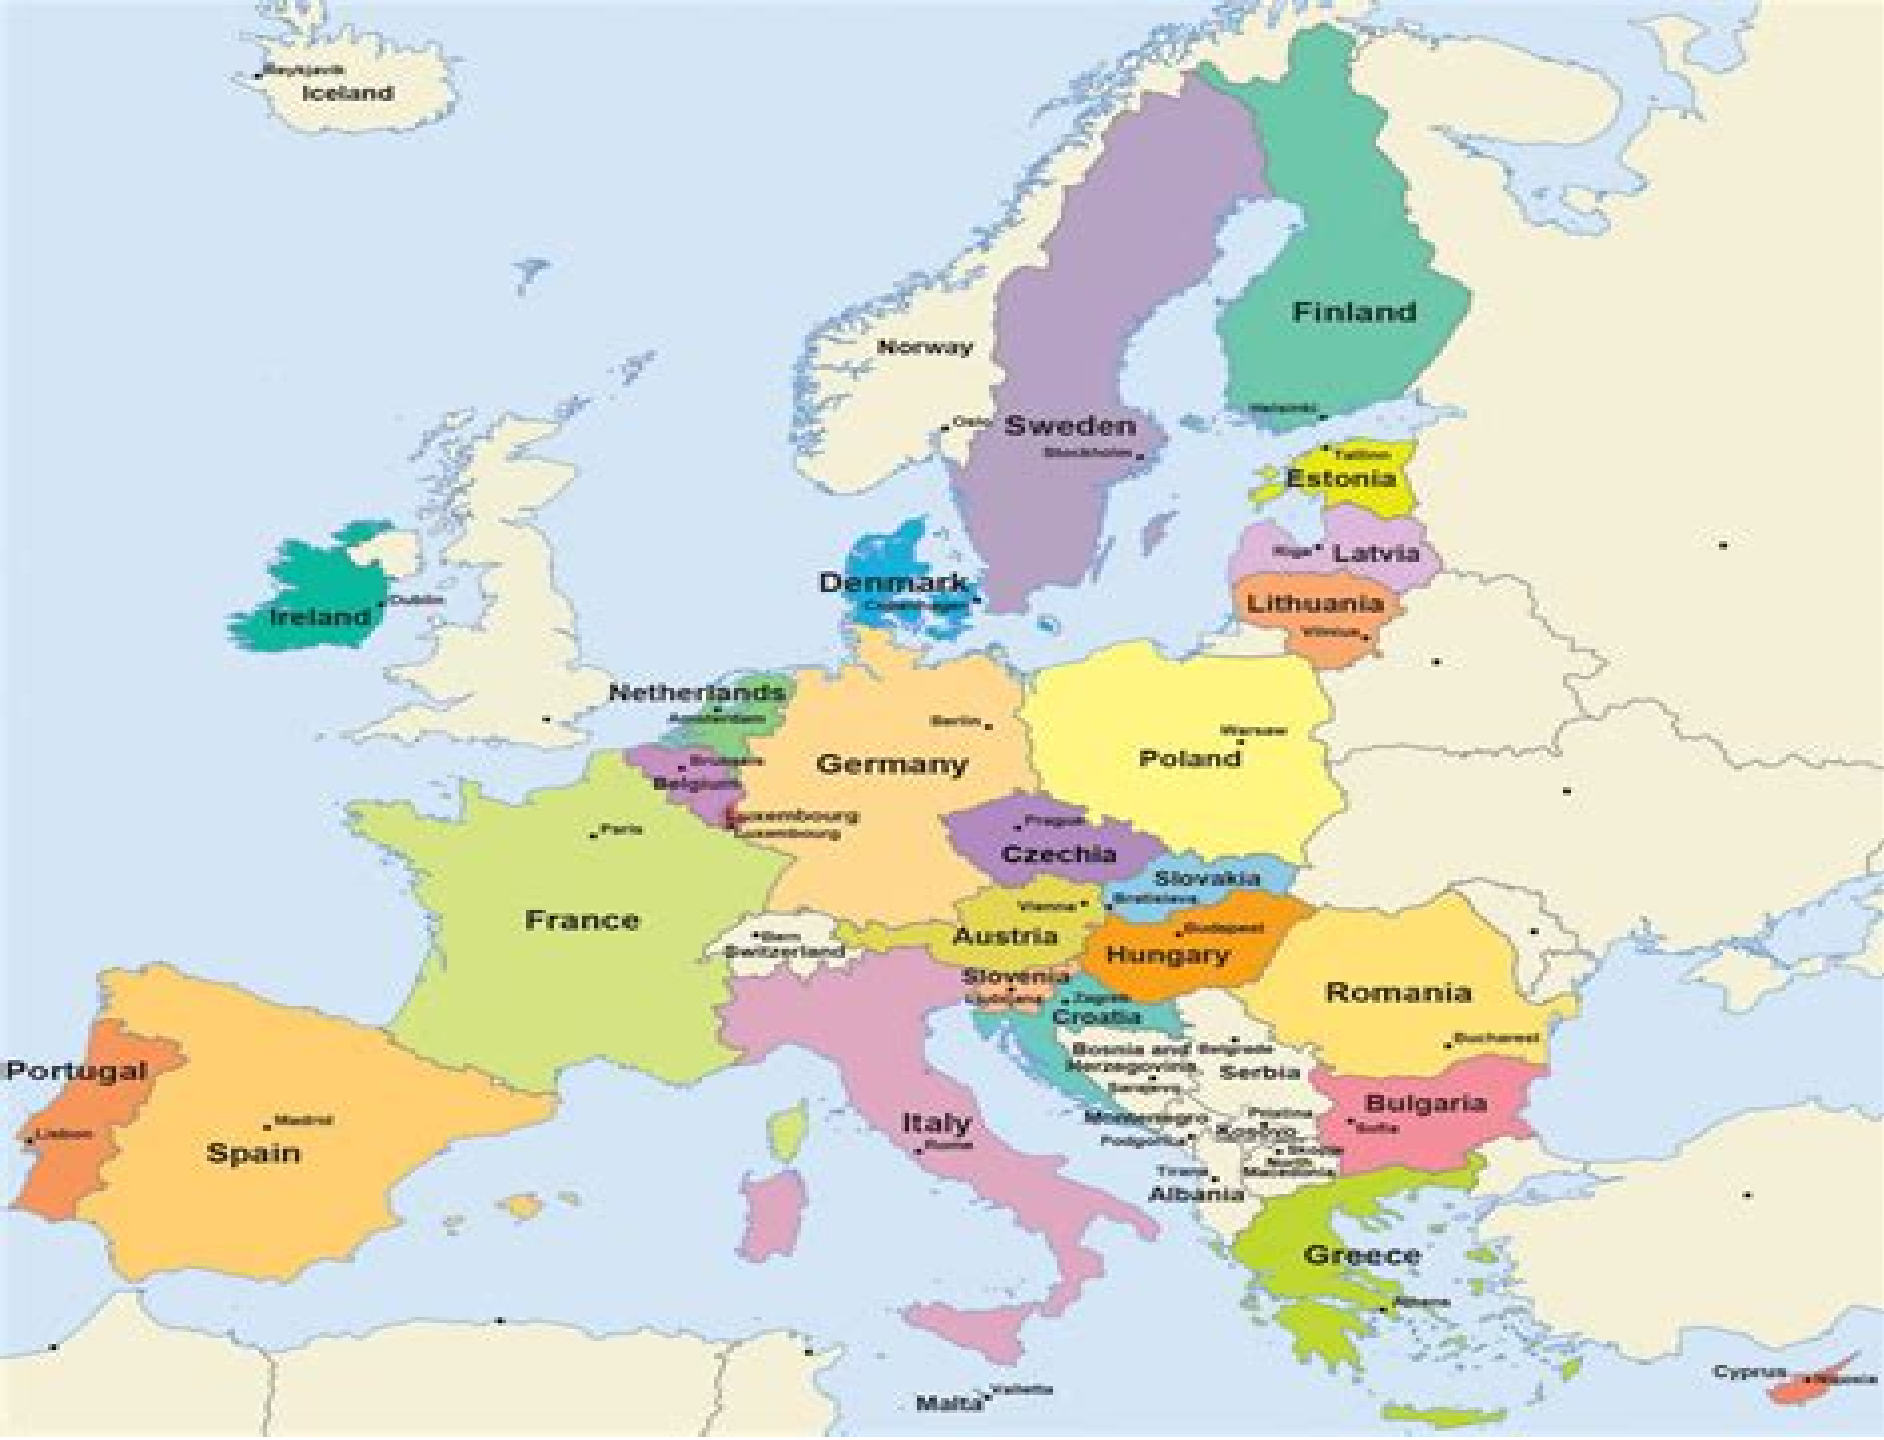 Reykjavik
Iceland
Finland
Norway
Oslo
Sweden
Stockholm
Helsinki
Tallinn
Estonia
Riga
Latvia
Denmark
Copenhagen
Lithuania
Vilnius
Dublin
Ireland
Netherlands
Amsterdam
Berlin
Warsaw
Poland
Brussels
Belgium
Germany
Luxembourg
Luxembourg
Paris
Prague
Czechia
Slovakia
Bratislava
Vienna
France
Bern
Switzerland
Austria
Budapest
Hungary
Slovenia
Ljubljana
Zagreb
Croatia
Romania
Bucharest
Bosnia and
Herzegovina
Sarajevo
Belgrade
Serbia
Portugal
Lisbon
Madrid
Spain
Italy
Rome
Montenegro
Podgorica
Pristina
Kosovo
Bulgaria
Sofia
Skopje
North
Macedonia
Tirana
Albania
Greece
Athens
Malta
Valletta
Cyprus
Nicosia